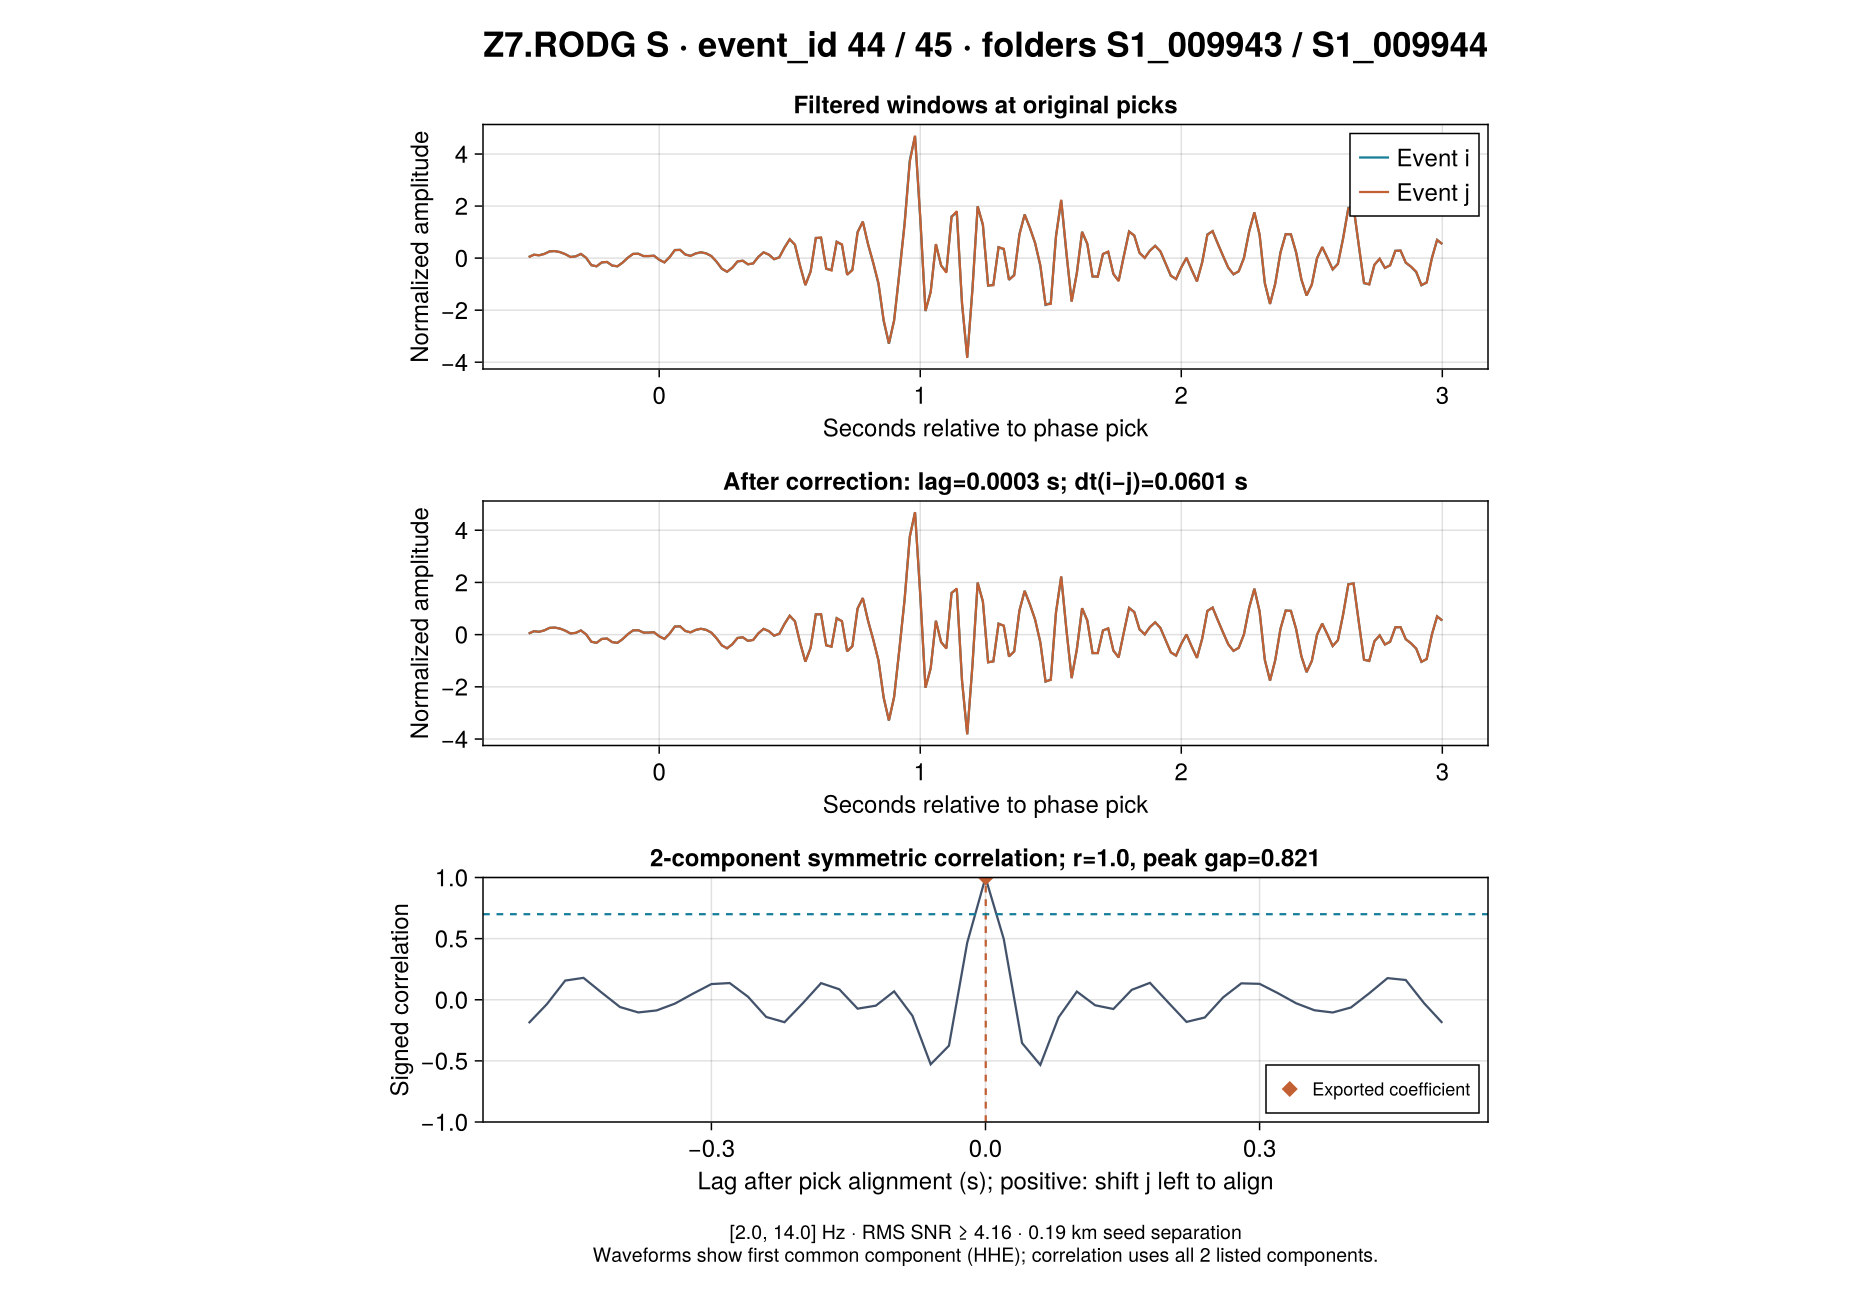 Z7.RODG S · event_id 44 / 45 · folders S1_009943 / S1_009944
Filtered windows at original picks
Normalized amplitude
4
2
0
−2
−4
Event i
Event j
0
1
2
3
Seconds relative to phase pick
After correction: lag=0.0003 s; dt(i−j)=0.0601 s
Normalized amplitude
4
2
0
−2
−4
0
1
2
3
Seconds relative to phase pick
2-component symmetric correlation; r=1.0, peak gap=0.821
Signed correlation
1.0
0.5
0.0
−0.5
−1.0
Exported coefficient
−0.3
0.0
0.3
Lag after pick alignment (s); positive: shift j left to align
[2.0, 14.0] Hz · RMS SNR ≥ 4.16 · 0.19 km seed separation
Waveforms show first common component (HHE); correlation uses all 2 listed components.